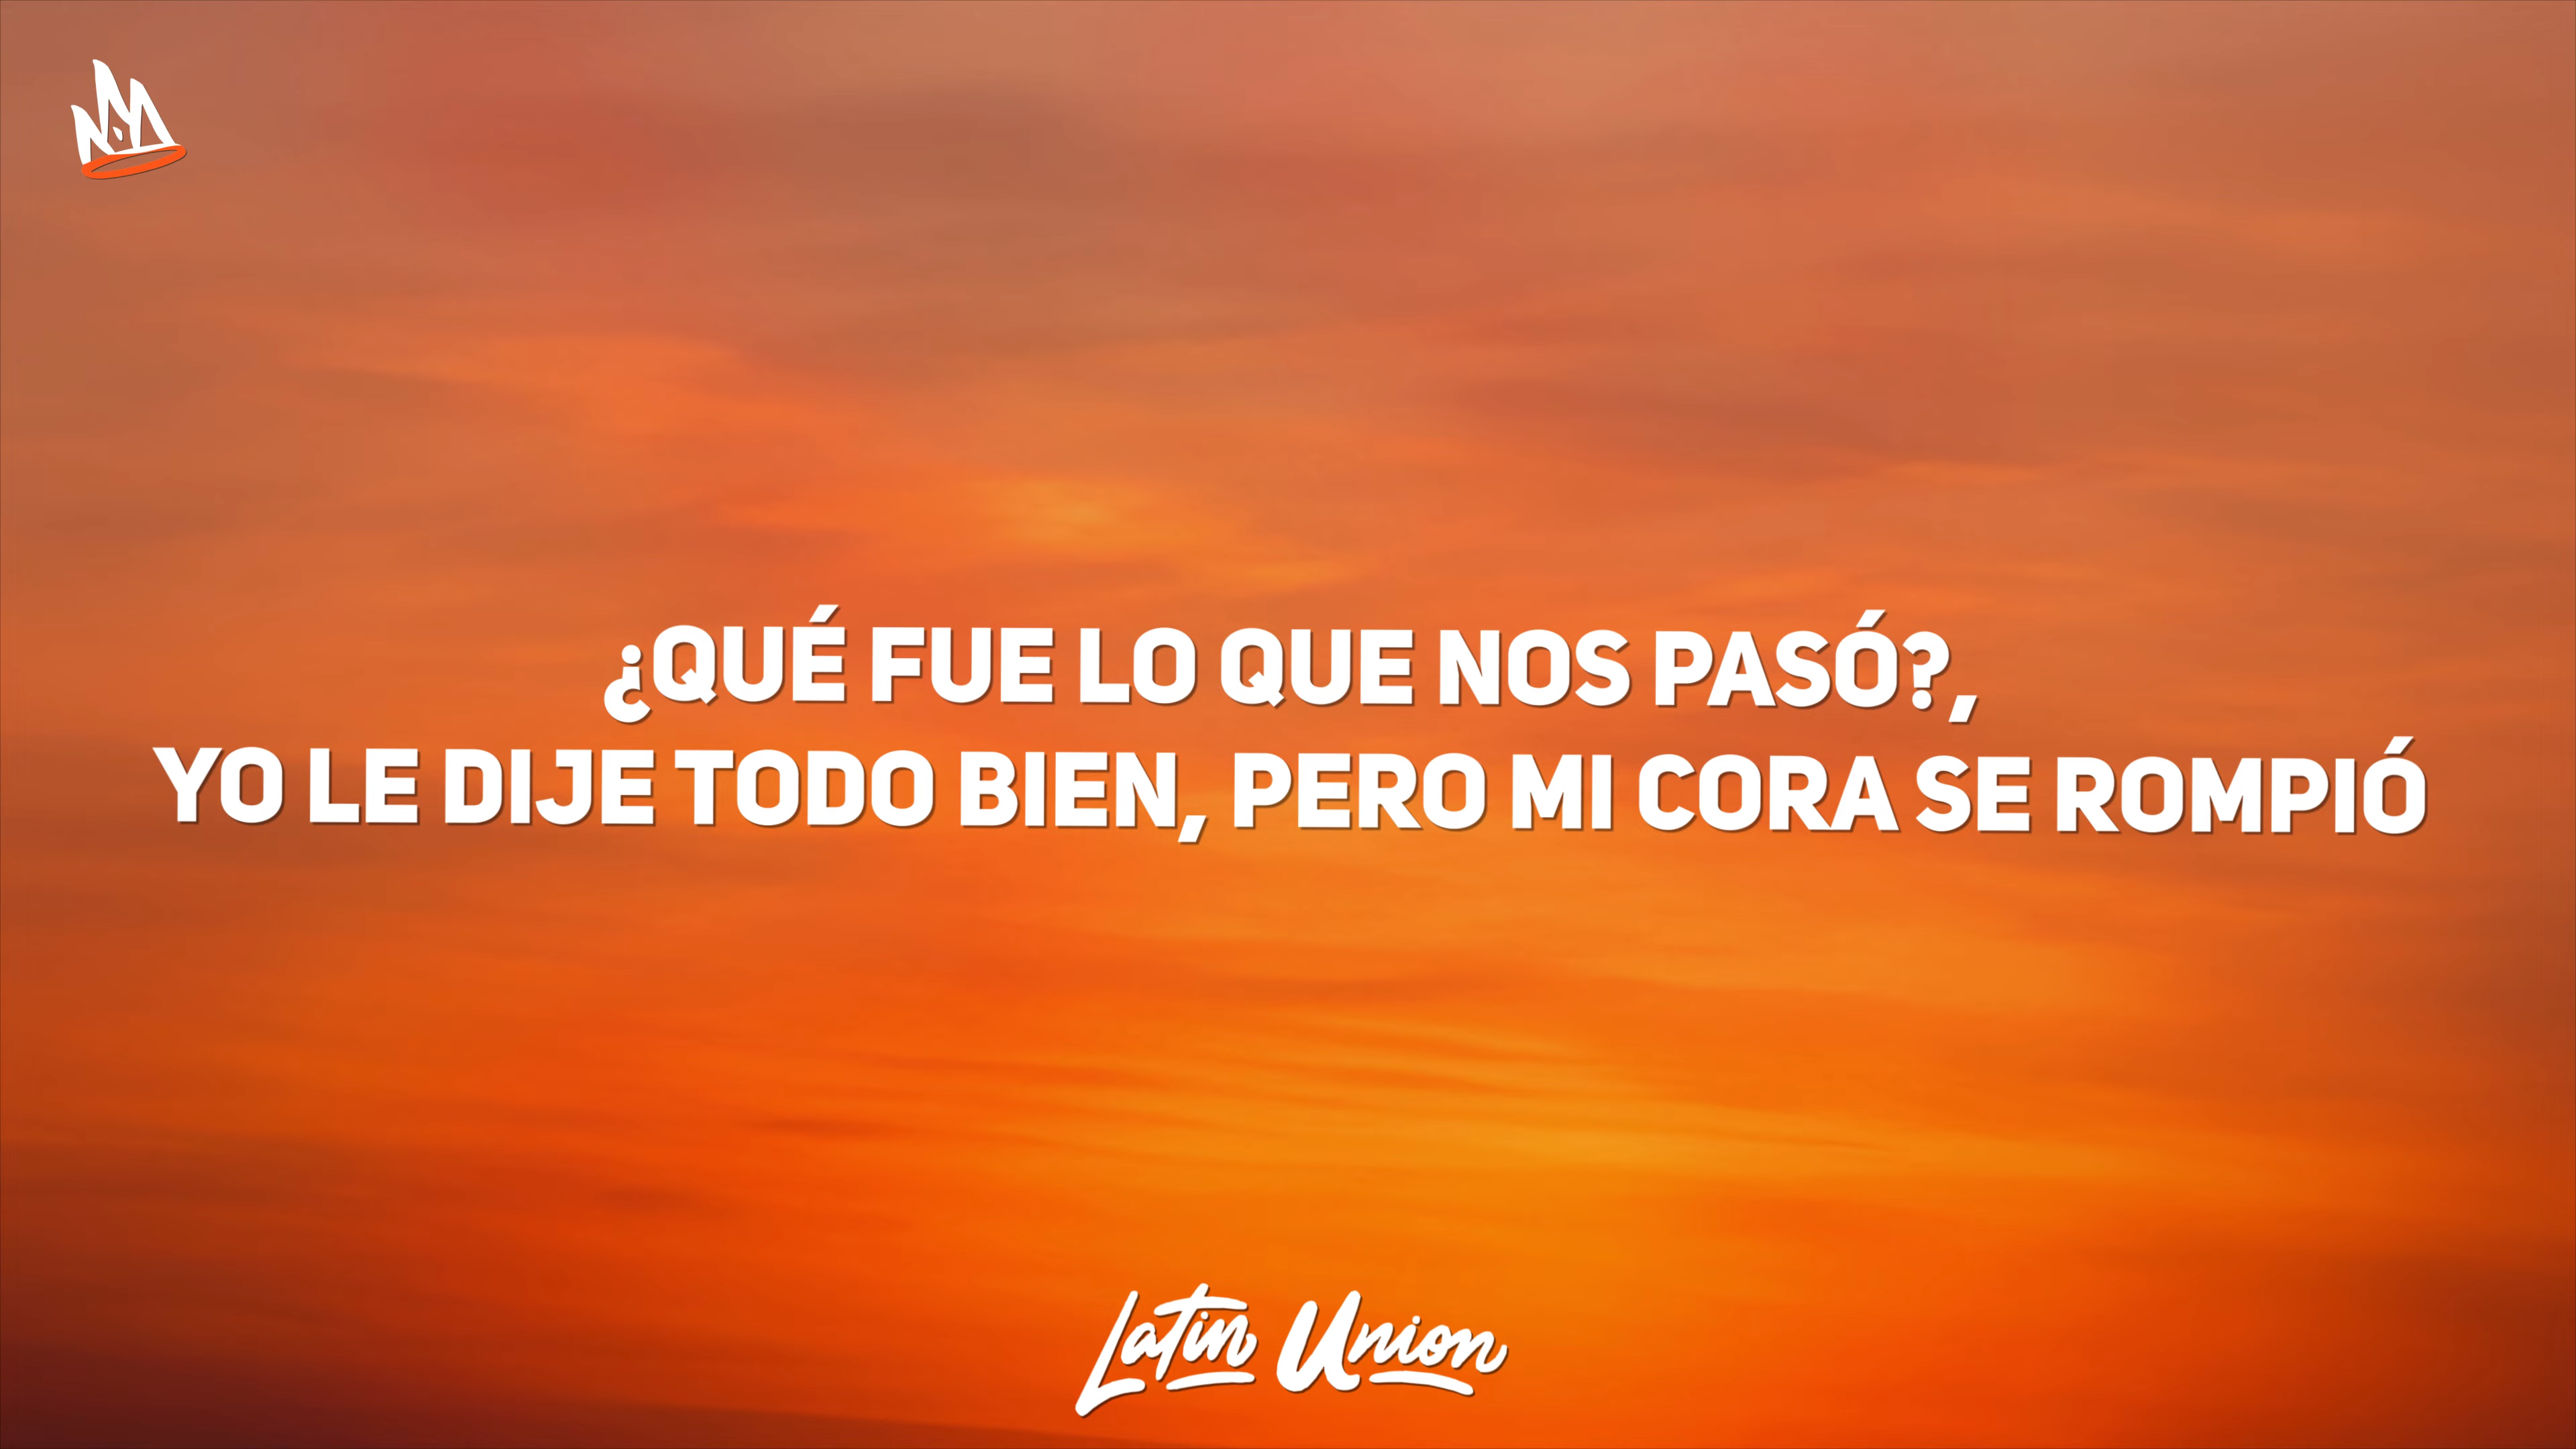 ¿QUÉ FUE LO QUE NOS PASÓ?,
YO LE DIJE TODO BIEN, PERO MI CORA SE ROMPIÓ
Latin Union